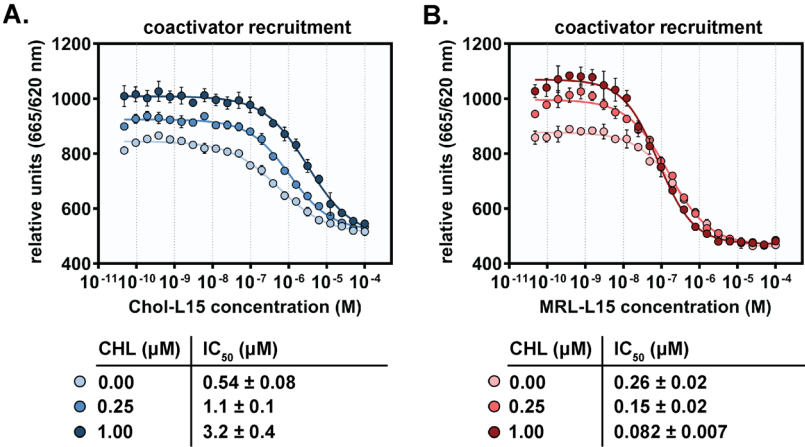 A.
coactivator recruitment
relative units (665/620 nm)
1200
1000
800
600
400
10-11 10-10 10-9 10-8 10-7 10-6 10-5 10-4
Chol-L15 concentration (M)
CHL (μM) IC50 (μM)
0.00 0.54 ± 0.08
0.25 1.1 ± 0.1
1.00 3.2 ± 0.4
B.
coactivator recruitment
relative units (665/620 nm)
1200
1000
800
600
400
10-11 10-10 10-9 10-8 10-7 10-6 10-5 10-4
MRL-L15 concentration (M)
CHL (μM) IC50 (μM)
0.00 0.26 ± 0.02
0.25 0.15 ± 0.02
1.00 0.082 ± 0.007